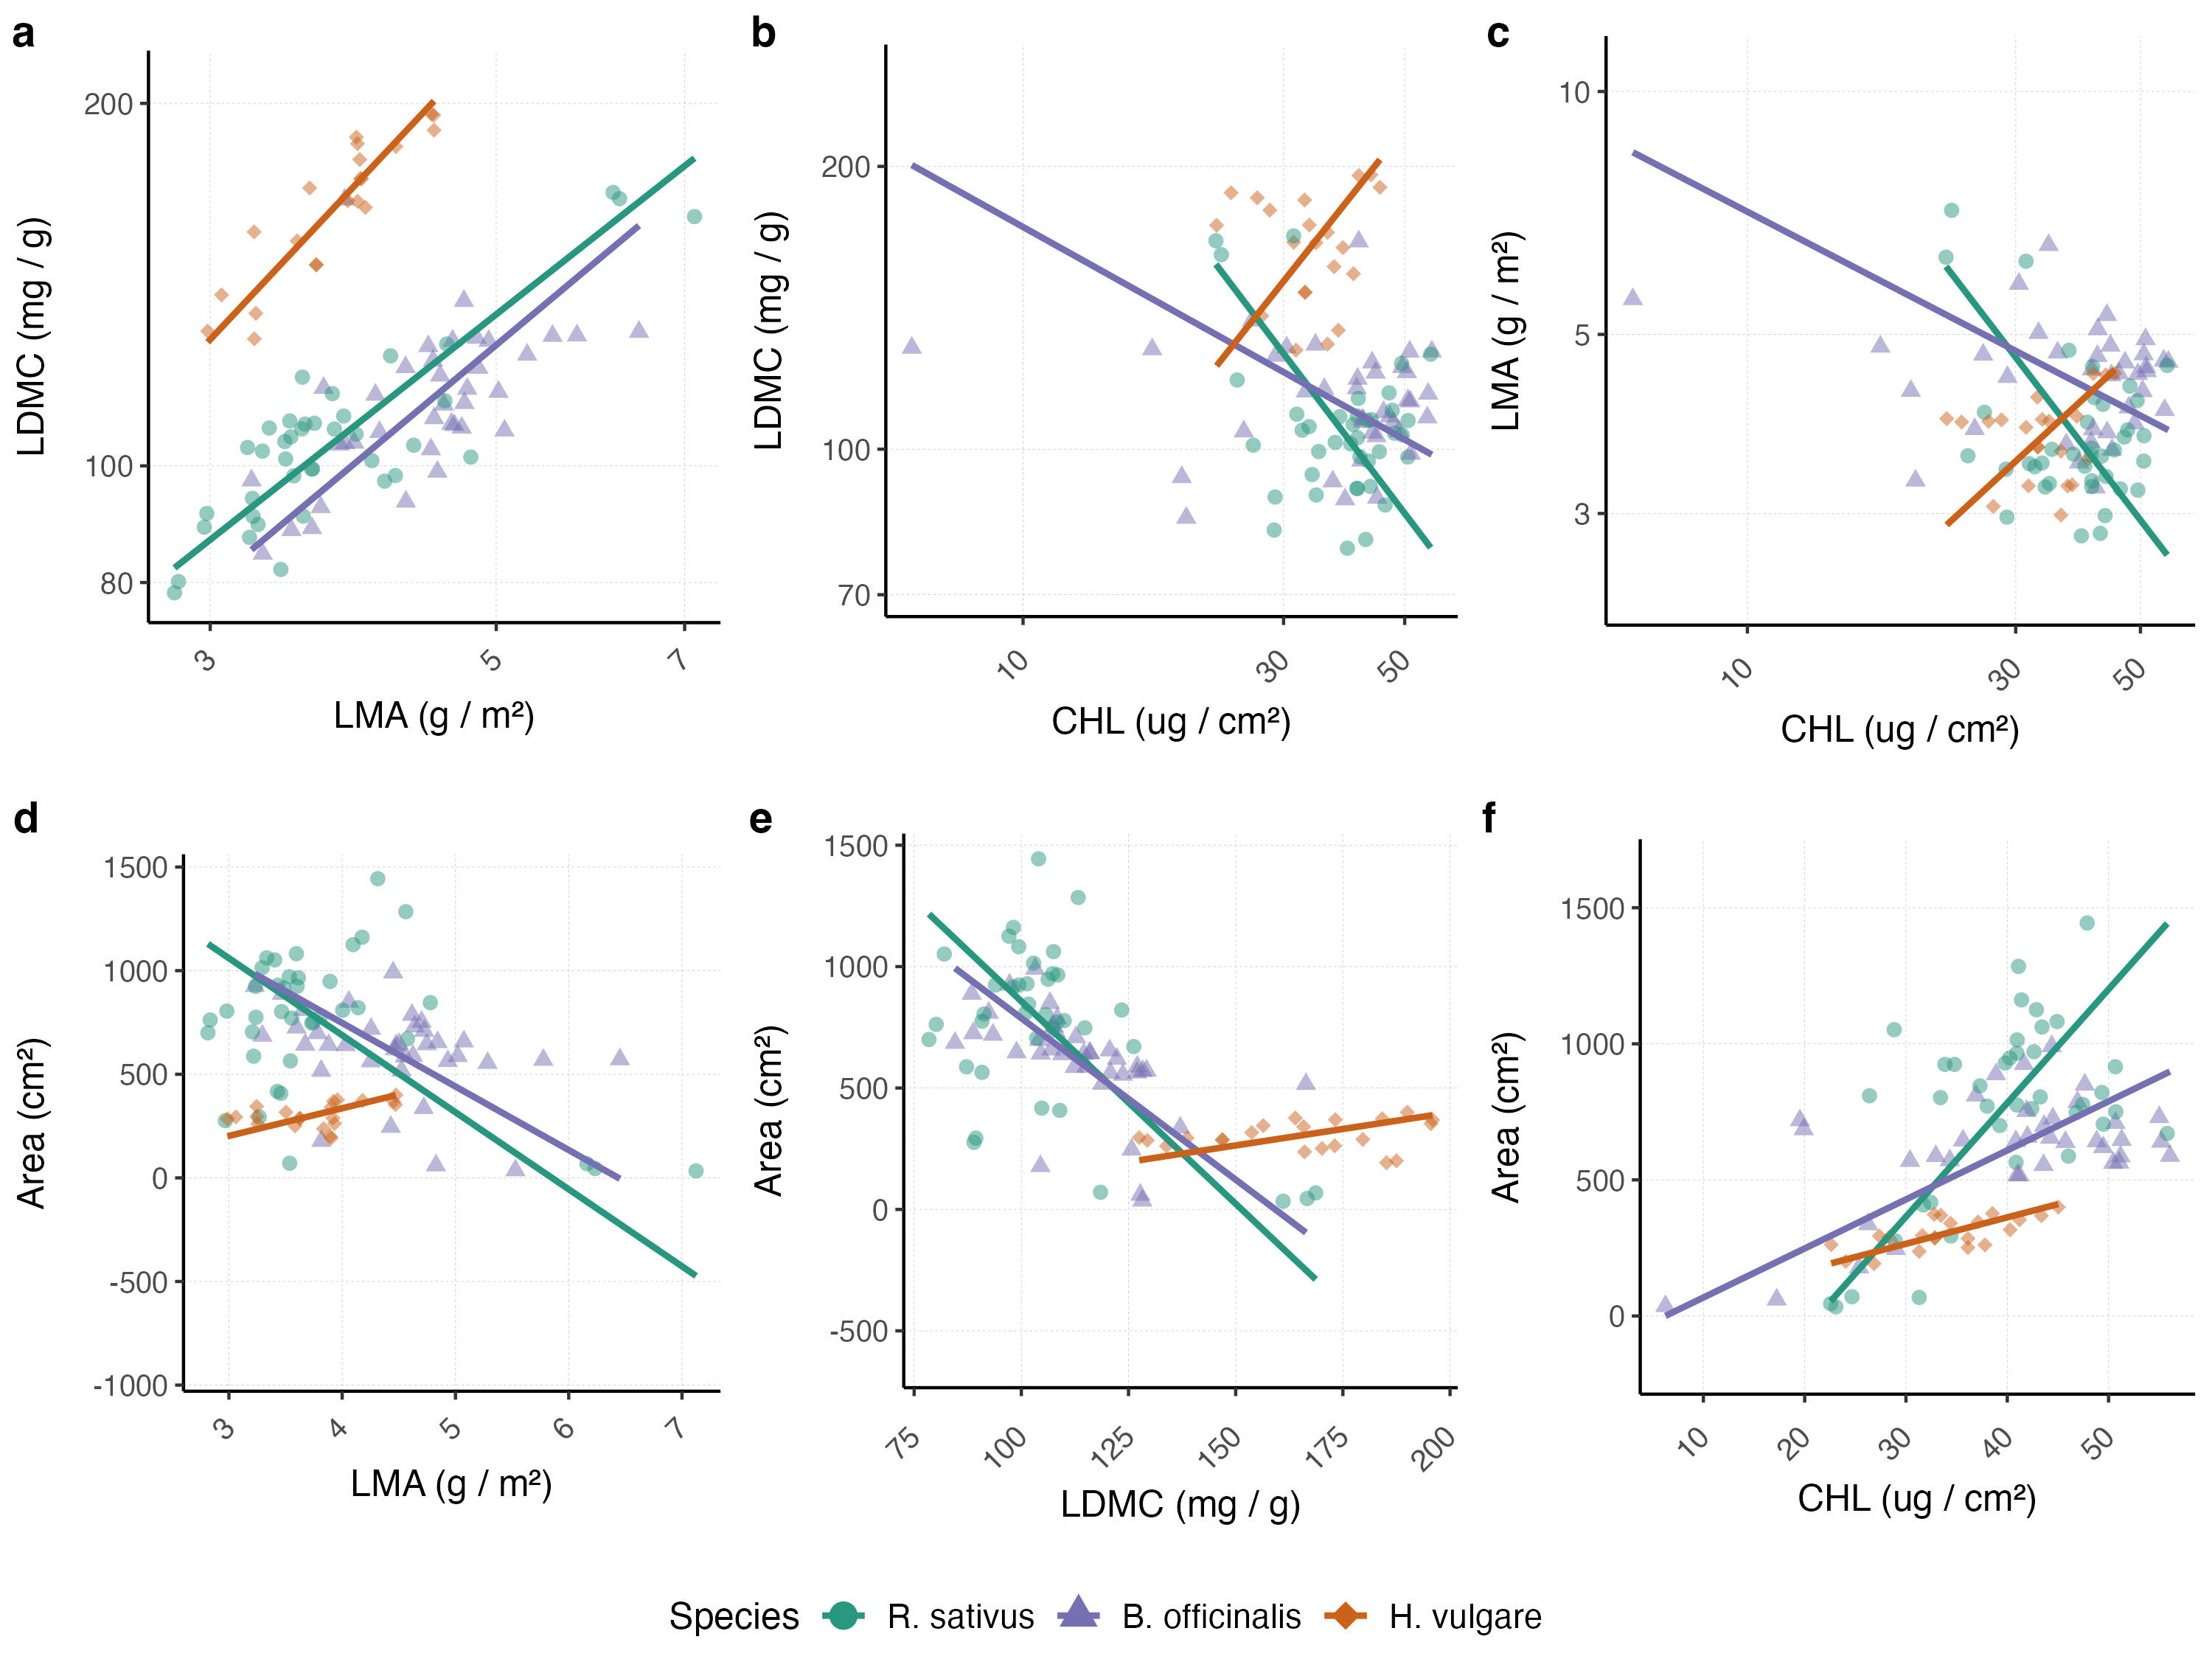 a
200
100
80
LDMC (mg / g)
3
5
7
LMA (g / m²)
b
200
100
70
LDMC (mg / g)
10
30
50
CHL (ug / cm²)
c
10
5
3
LMA (g / m²)
10
30
50
CHL (ug / cm²)
d
1500
1000
500
0
-500
-1000
Area (cm²)
3
4
5
6
7
LMA (g / m²)
e
1500
1000
500
0
-500
Area (cm²)
75
100
125
150
175
200
LDMC (mg / g)
f
1500
1000
500
0
Area (cm²)
10
20
30
40
50
CHL (ug / cm²)
Species R. sativus B. officinalis H. vulgare